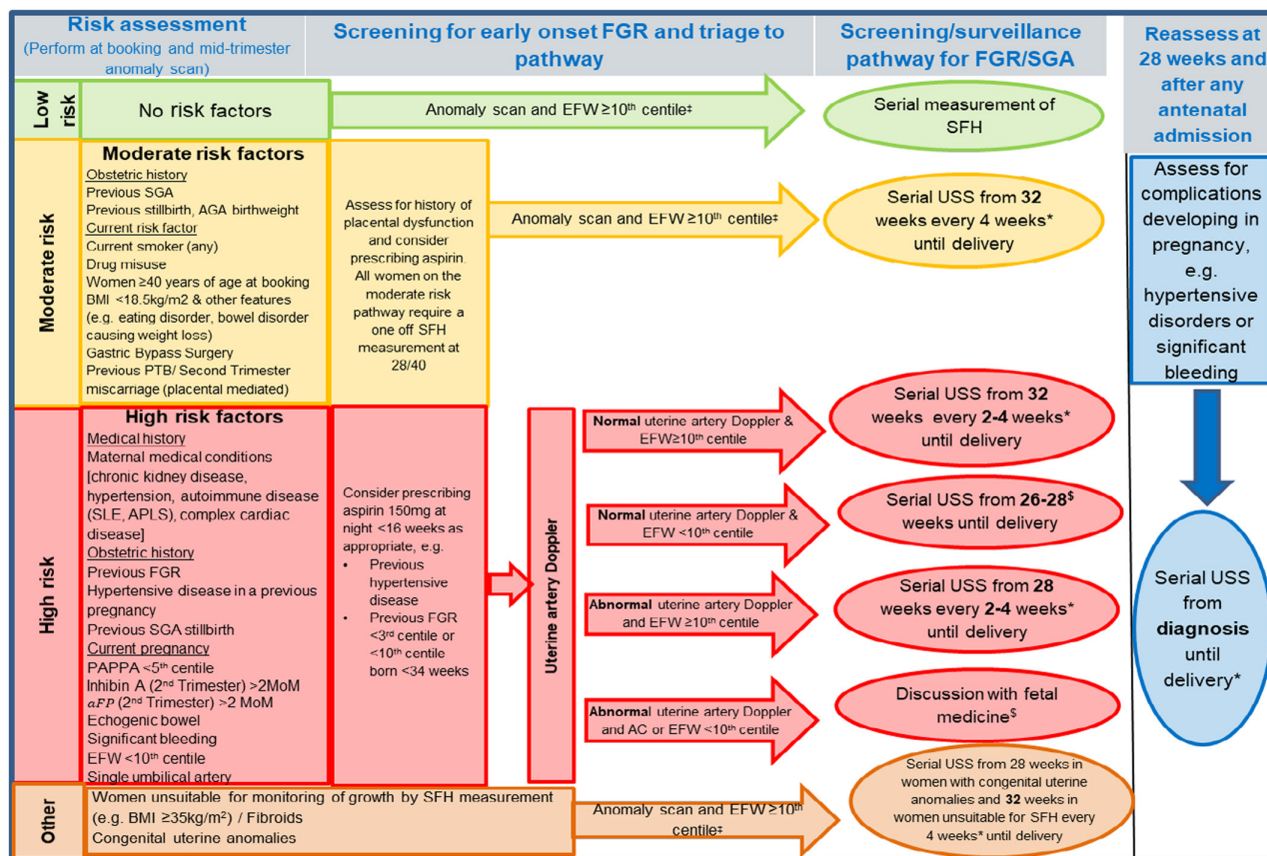 Risk assessment
(Perform at booking and mid-trimester
anomaly scan)
Screening for early onset FGR and triage to
pathway
Screening/surveillance
pathway for FGR/SGA
Reassess at
28 weeks and
after any
antenatal
admission
Low
risk
No risk factors
Anomaly scan and EFW ≥10th centile‡
Serial measurement of
SFH
Moderate risk
Moderate risk factors
Obstetric history
Previous SGA
Previous stillbirth, AGA birthweight
Current risk factor
Current smoker (any)
Drug misuse
Women ≥40 years of age at booking
BMI <18.5kg/m2 & other features
(e.g. eating disorder, bowel disorder
causing weight loss)
Gastric Bypass Surgery
Previous PTB/ Second Trimester
miscarriage (placental mediated)
Assess for history of
placental dysfunction
and consider
prescribing aspirin.
All women on the
moderate risk
pathway require a
one off SFH
measurement at
28/40
Anomaly scan and EFW ≥10th centile‡
Serial USS from 32
weeks every 4 weeks*
until delivery
Assess for
complications
developing in
pregnancy,
e.g.
hypertensive
disorders or
significant
bleeding
High risk
High risk factors
Medical history
Maternal medical conditions
[chronic kidney disease,
hypertension, autoimmune disease
(SLE, APLS), complex cardiac
disease]
Obstetric history
Previous FGR
Hypertensive disease in a previous
pregnancy
Previous SGA stillbirth
Current pregnancy
PAPPA <5th centile
Inhibin A (2nd Trimester) >2MoM
aFP (2nd Trimester) >2 MoM
Echogenic bowel
Significant bleeding
EFW <10th centile
Single umbilical artery
Consider prescribing
aspirin 150mg at
night <16 weeks as
appropriate, e.g.
• Previous
hypertensive
disease
• Previous FGR
<3rd centile or
<10th centile
born <34 weeks
Uterine artery Doppler
Normal uterine artery Doppler &
EFW≥10th centile
Serial USS from 32
weeks every 2-4 weeks*
until delivery
Normal uterine artery Doppler &
EFW <10th centile
Serial USS from 26-28$
weeks until delivery
Abnormal uterine artery Doppler
and EFW ≥10th centile
Serial USS from 28
weeks every 2-4 weeks*
until delivery
Abnormal uterine artery Doppler
and AC or EFW <10th centile
Discussion with fetal
medicine$
Serial USS
from
diagnosis
until
delivery*
Other
Women unsuitable for monitoring of growth by SFH measurement
(e.g. BMI ≥35kg/m2) / Fibroids
Congenital uterine anomalies
Anomaly scan and EFW ≥10th
centile‡
Serial USS from 28 weeks in
women with congenital uterine
anomalies and 32 weeks in
women unsuitable for SFH every
4 weeks* until delivery